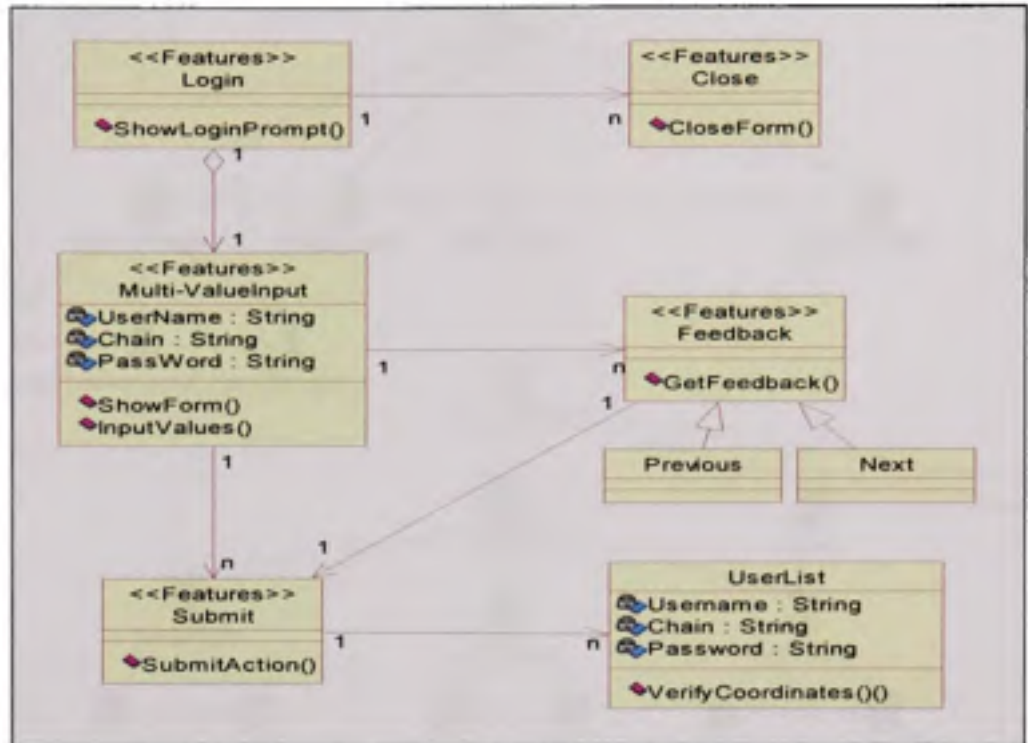 <<Features>>
Login
ShowLoginPrompt()
1
n
<<Features>>
Close
CloseForm()
1
1
<<Features>>
Multi-ValueInput
UserName : String
Chain : String
PassWord : String
ShowForm()
InputValues()
1
n
<<Features>>
Feedback
GetFeedback()
1
Previous
Next
1
n
1
<<Features>>
Submit
SubmitAction()
1
n
UserList
Username : String
Chain : String
Password : String
VerifyCoordinates()()